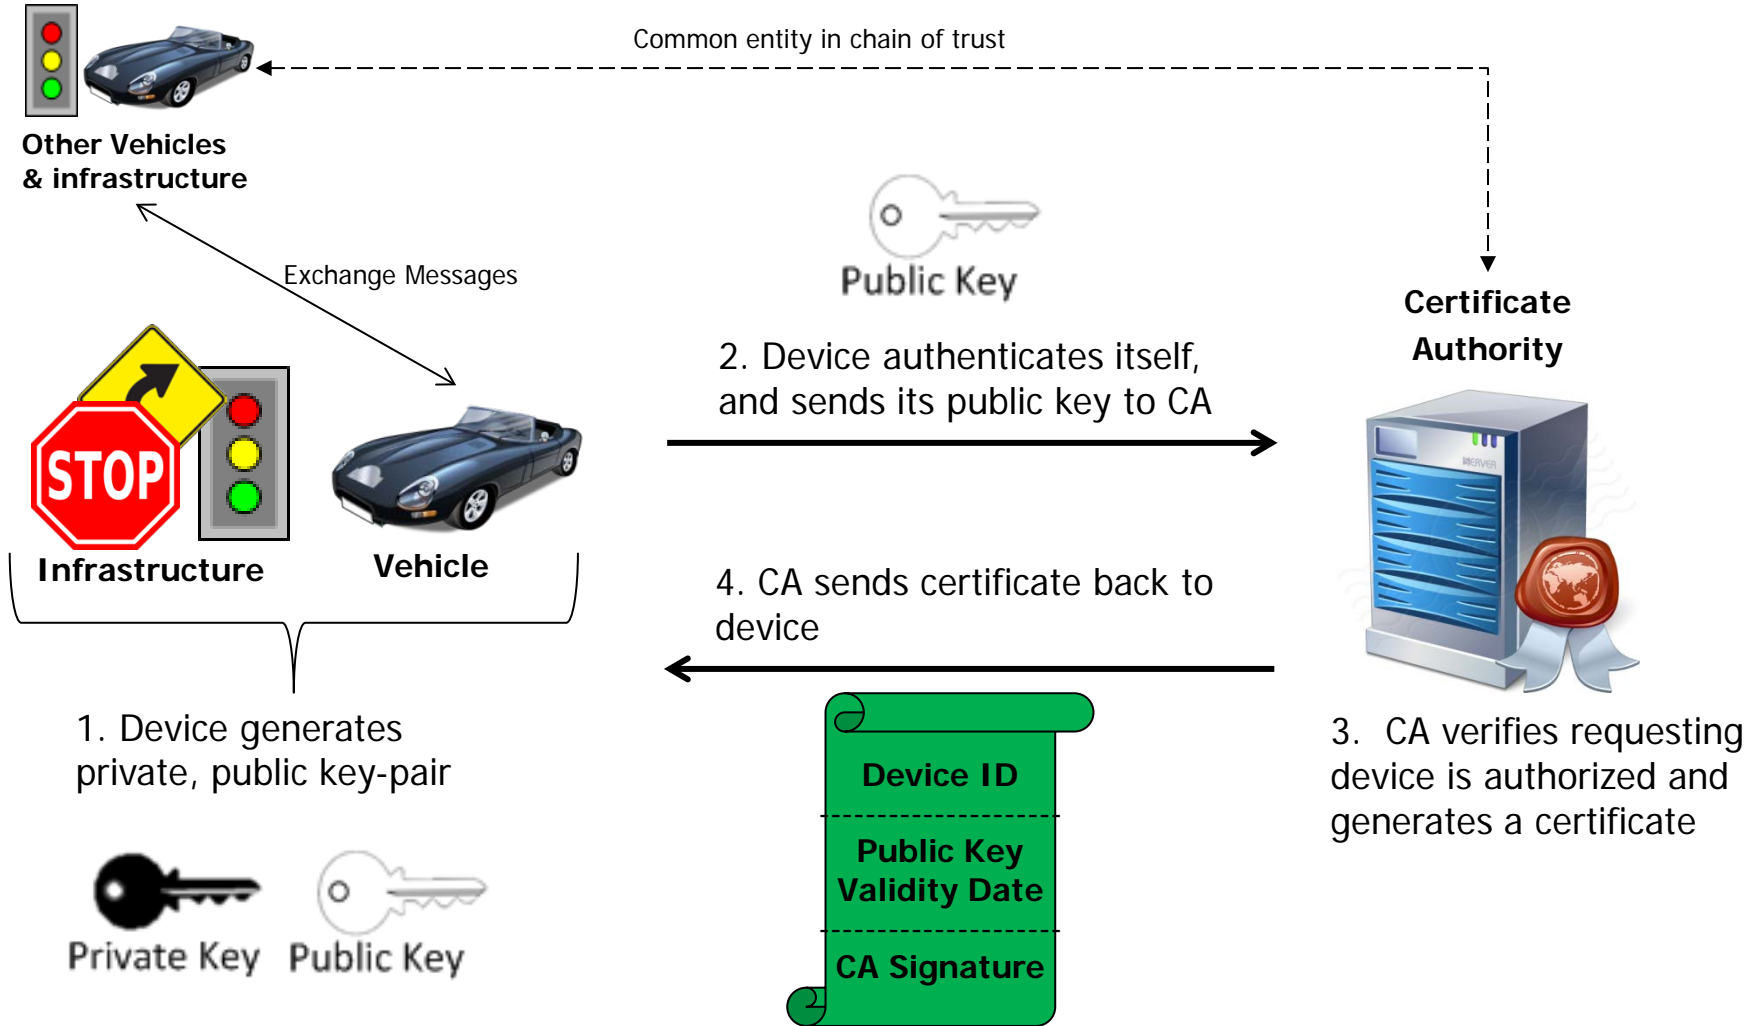 Common entity in chain of trust
Other Vehicles
& infrastructure
Exchange Messages
Public Key
Certificate
Authority
2. Device authenticates itself,
and sends its public key to CA
STOP
SERVER
Infrastructure
Vehicle
4. CA sends certificate back to
device
1. Device generates
private, public key-pair
3. CA verifies requesting
device is authorized and
generates a certificate
Device ID
Public Key
Validity Date
CA Signature
Private Key
Public Key